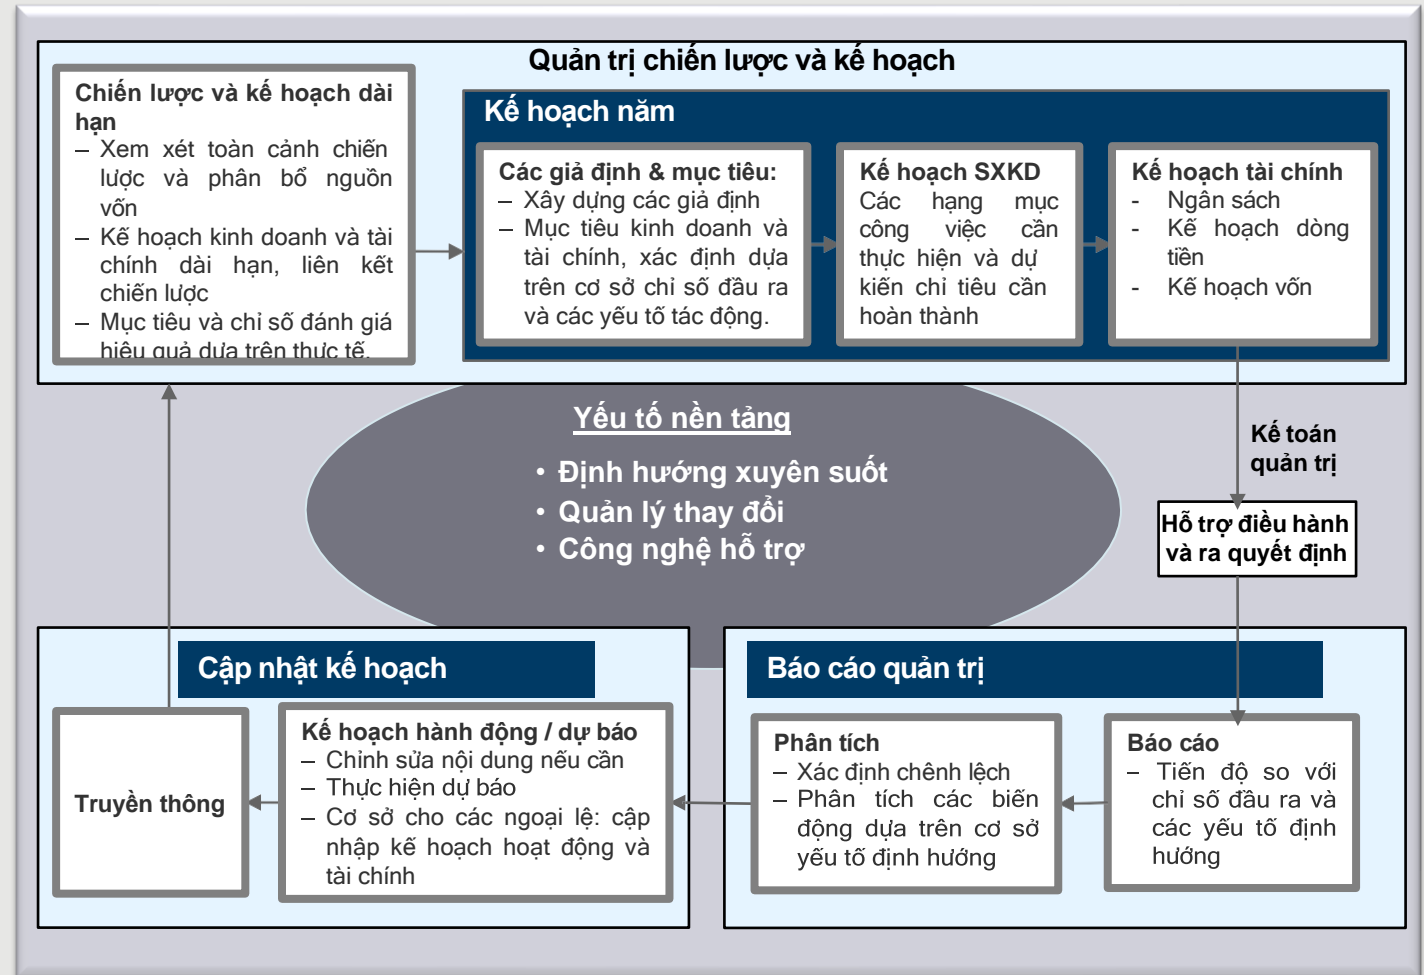 Quản trị chiến lược và kế hoạch
Chiến lược và kế hoạch dài
hạn
– Xem xét toàn cảnh chiến
lược và phân bổ nguồn
vốn
– Kế hoạch kinh doanh và tài
chính dài hạn, liên kết
chiến lược
– Mục tiêu và chỉ số đánh giá
hiệu quả dựa trên thực tế.
Kế hoạch năm
Các giả định & mục tiêu:
– Xây dựng các giả định
– Mục tiêu kinh doanh và
tài chính, xác định dựa
trên cơ sở chỉ số đầu ra
và các yếu tố tác động.
Kế hoạch SXKD
Các hạng mục
công việc cần
thực hiện và dự
kiến chỉ tiêu cần
hoàn thành
Kế hoạch tài chính
- Ngân sách
- Kế hoạch dòng
tiền
- Kế hoạch vốn
Yếu tố nền tảng
• Định hướng xuyên suốt
• Quản lý thay đổi
• Công nghệ hỗ trợ
Kế toán
quản trị
Hỗ trợ điều hành
và ra quyết định
Cập nhật kế hoạch
Truyền thông
Kế hoạch hành động / dự báo
– Chỉnh sửa nội dung nếu cần
– Thực hiện dự báo
– Cơ sở cho các ngoại lệ: cập
nhập kế hoạch hoạt động và
tài chính
Báo cáo quản trị
Phân tích
– Xác định chênh lệch
– Phân tích các biến
động dựa trên cơ sở
yếu tố định hướng
Báo cáo
– Tiến độ so với
chỉ số đầu ra và
các yếu tố định
hướng